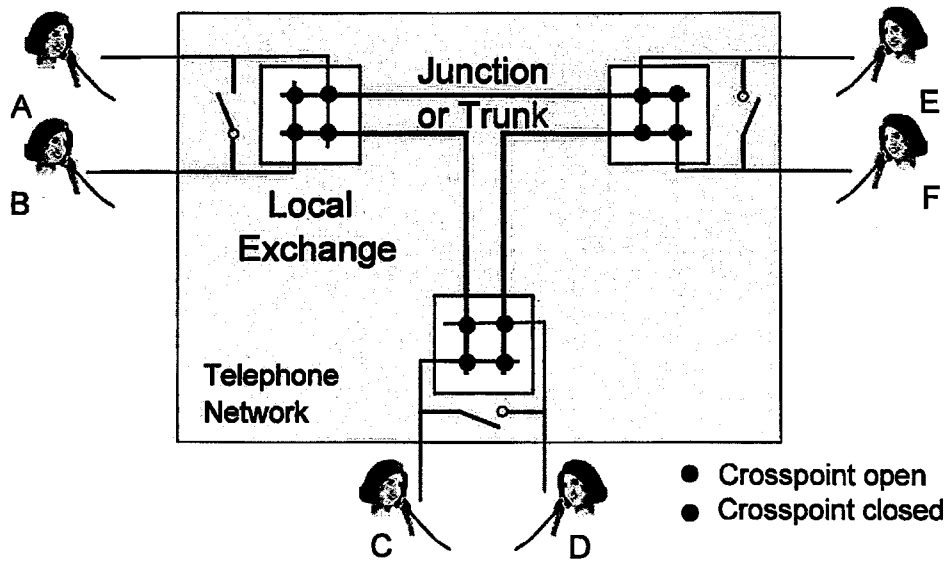 A
B
Junction
or Trunk
E
F
Local
Exchange
Telephone
Network
C
D
Crosspoint open
Crosspoint closed